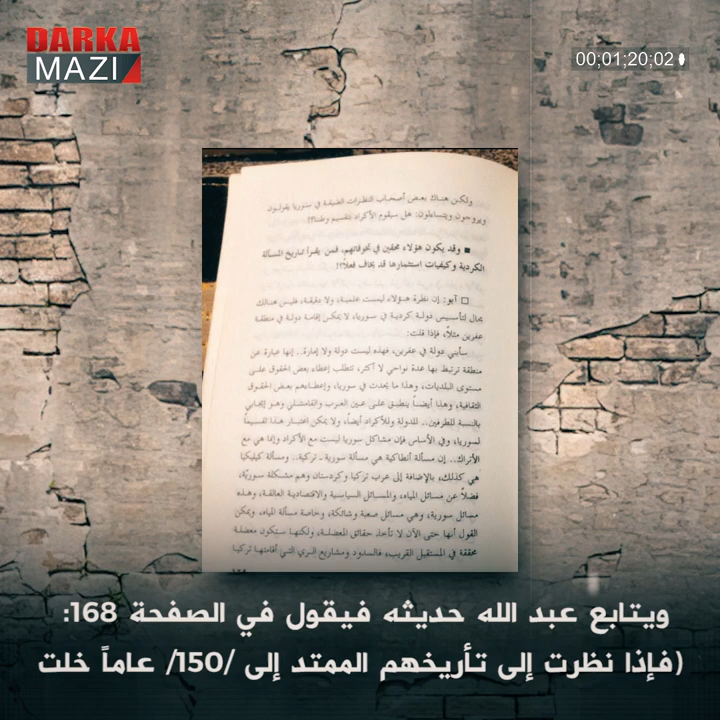 DARKA
MAZI
00;01;20;02
ولكن هناك بعض أصحاب النظرات الضيقة في سوريا يقولون
ويروحون ويتساءلون: هل سيقوم الأكراد بتقسيم وطننا؟!
■ وقد يكون هؤلاء محقين في تخوفاتهم، فمن يقرأ تاريخ المسألة
الكردية وكيفيات استثمارها قد يخاف فعلاً؟!
□ آبو: إن نظرة هؤلاء ليست علمية، ولا دقيقة، فليس هنالك
مجال لتأسيس دولة كردية في سوريا، لا يمكن إقامة دولة في منطقة
عفرين مثلاً، فإذا قلت:
سأبني دولة في عفرين، فهذه ليست دولة ولا إمارة.. إنها عبارة عن
منطقة ترتبط بها عدة نواحي لا أكثر، تتطلب إعطاء بعض الحقوق على
مستوى البلديات، وهذا ما يحدث في سوريا، وإعطاءهم بعض الحقوق
الثقافية، وهذا أيضاً ينطبق على عين العرب والقامشلي وهو إيجابي
بالنسبة للطرفين.. للدولة وللأكراد أيضاً، ولا يمكن اعتبار هذا تقسيماً
لسوريا، وفي الأساس فإن مشاكل سوريا ليست مع الأكراد وإنما هي مع
الأتراك.. إن مسألة أنطاكية هي مسألة سورية ـ تركية.. ومسألة كيليكيا
هي كذلك، بالإضافة إلى عرب تركيا وكردستان وهم مشكلة سورية،
فضلاً عن مسائل المياه، والمسائل السياسية والاقتصادية العالقة، وهذه
مسائل سورية، وهي مسائل صعبة وشائكة، وخاصة مسألة المياه، ويمكن
القول أنها حتى الآن لا تأخذ حقائق المعضلة، ولكنها ستكون معضلة
محققة في المستقبل القريب، فالسدود ومشاريع الري التي أقامتها تركيا
ويتابع عبد الله حديثه فيقول في الصفحة 168:
(فإذا نظرت إلى تأريخهم الممتد إلى /150/ عاماً خلت